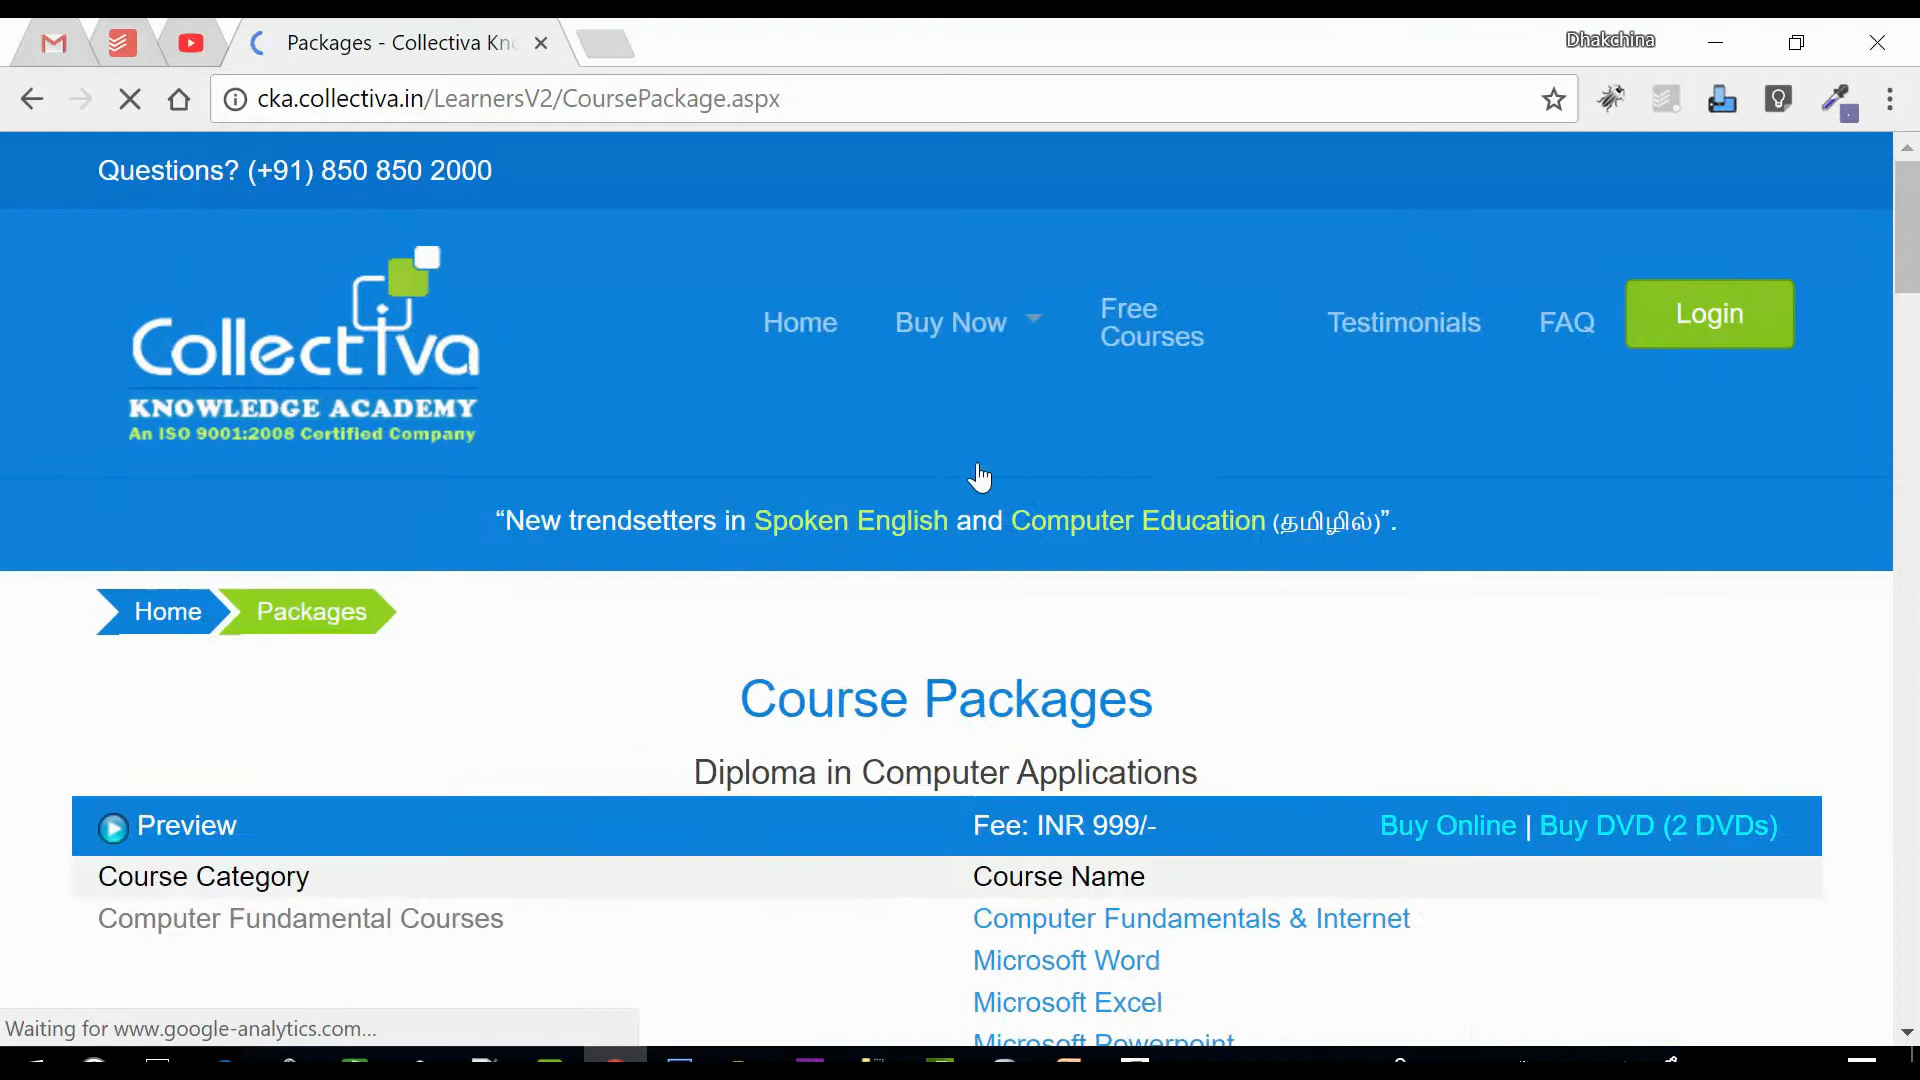 Packages - Collectiva Kn
Dhakchina
cka.collectiva.in/LearnersV2/CoursePackage.aspx
Questions? (+91) 850 850 2000
Collectiva
KNOWLEDGE ACADEMY
An ISO 9001:2008 Certified Company
Home
Buy Now
Free
Courses
Testimonials
FAQ
Login
“New trendsetters in Spoken English and Computer Education (தமிழில்)”.
Home
Packages
Course Packages
Diploma in Computer Applications
Preview
Fee: INR 999/-
Buy Online | Buy DVD (2 DVDs)
Course Category
Course Name
Computer Fundamental Courses
Computer Fundamentals & Internet
Microsoft Word
Microsoft Excel
Microsoft Powerpoint
Waiting for www.google-analytics.com...